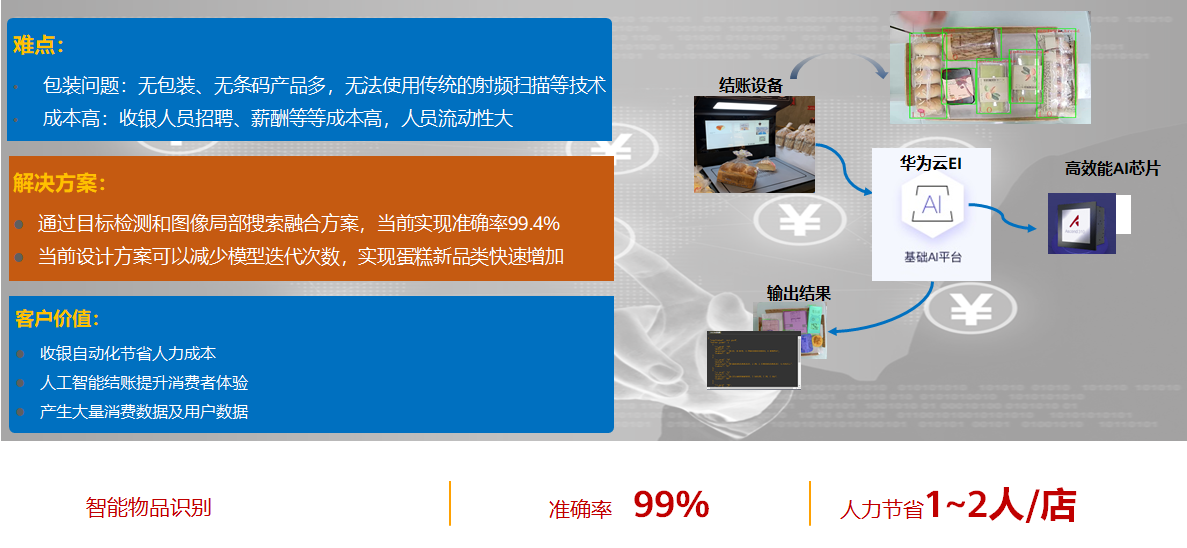 难点：
包装问题：无包装、无条码产品多，无法使用传统的射频扫描等技术
成本高：收银人员招聘、薪酬等等成本高，人员流动性大
解决方案：
通过目标检测和图像局部搜索融合方案，当前实现准确率99.4%
当前设计方案可以减少模型迭代次数，实现蛋糕新品类快速增加
客户价值：
收银自动化节省人力成本
人工智能结账提升消费者体验
产生大量消费数据及用户数据
结账设备
华为云EI
AI
基础AI平台
高效能AI芯片
输出结果
智能物品识别
准确率 99%
人力节省1~2人/店